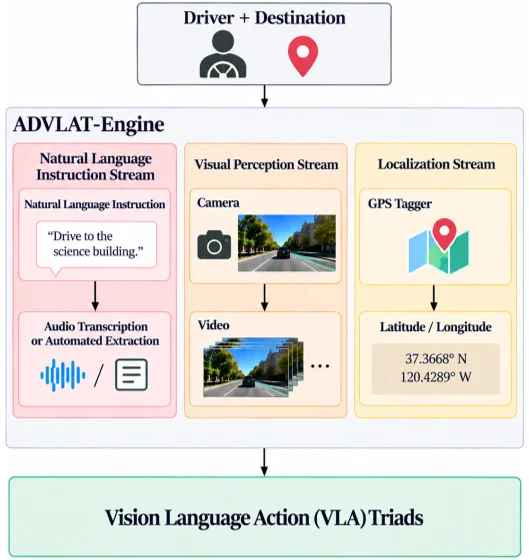 Driver + Destination
ADVLAT-Engine
Natural Language
Instruction Stream
Natural Language Instruction
“Drive to the
science building.”
Audio Transcription
or Automated Extraction
/
Visual Perception Stream
Camera
Video
...
Localization Stream
GPS Tagger
Latitude / Longitude
37.3668° N
120.4289° W
Vision Language Action (VLA) Triads